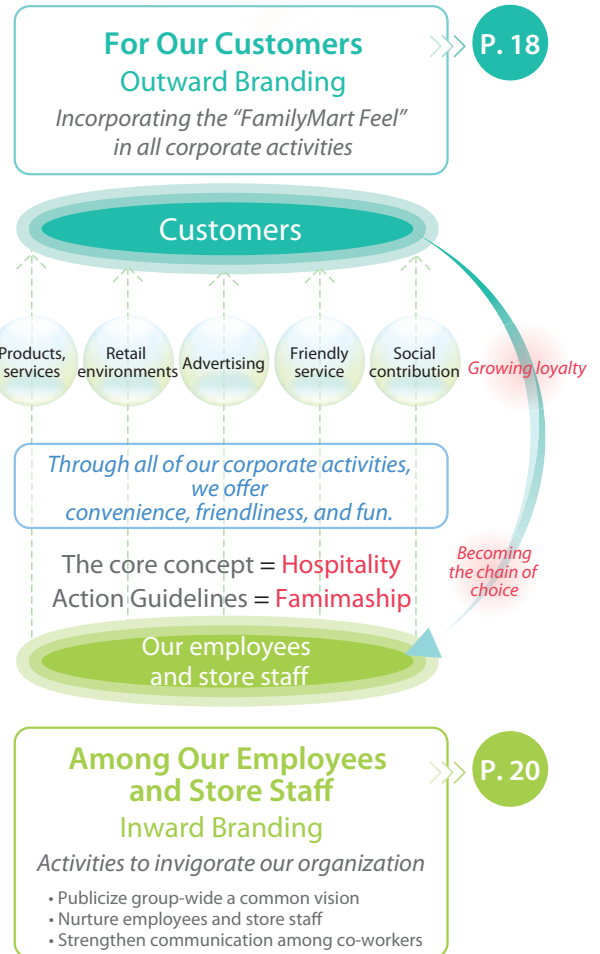 For Our Customers
Outward Branding
Incorporating the “FamilyMart Feel”
in all corporate activities
P. 18
Customers
Products,
services
Retail
environments
Advertising
Friendly
service
Social
contribution
Growing loyalty
Through all of our corporate activities,
we offer
convenience, friendliness, and fun.
The core concept = Hospitality
Action Guidelines = Famimaship
Becoming
the chain of
choice
Our employees
and store staff
Among Our Employees
and Store Staff
Inward Branding
P. 20
Activities to invigorate our organization
• Publicize group-wide a common vision
• Nurture employees and store staff
• Strengthen communication among co-workers